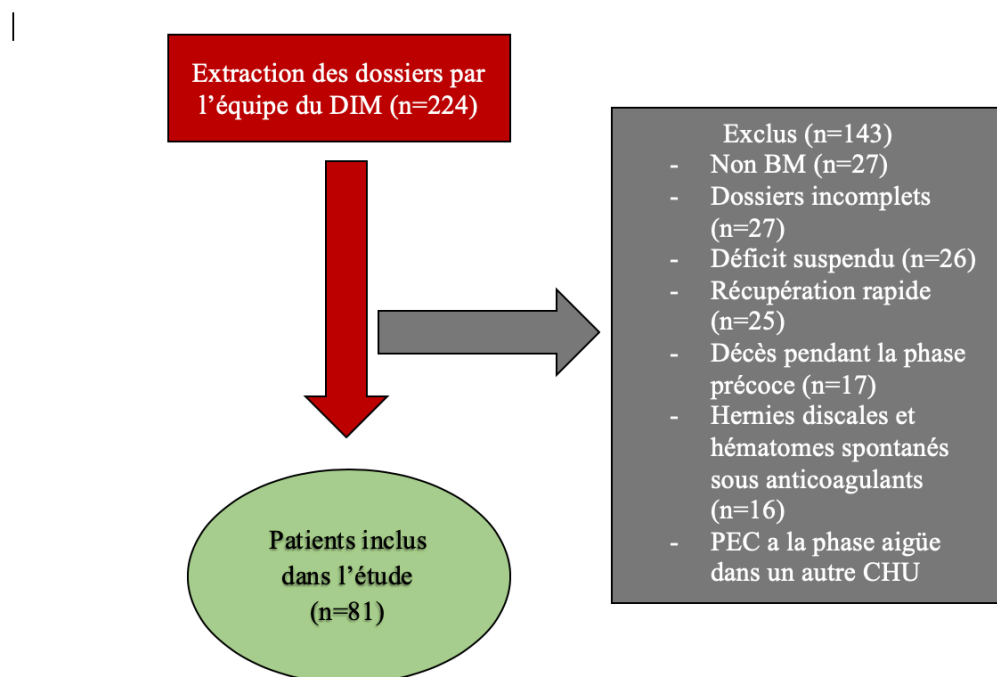 Extraction des dossiers par
l’équipe du DIM (n=224)
Exclus (n=143)
- Non BM (n=27)
- Dossiers incomplets
(n=27)
- Déficit suspendu (n=26)
- Récupération rapide
(n=25)
- Décès pendant la phase
précoce (n=17)
- Hernies discales et
hématomes spontanés
sous anticoagulants
(n=16)
- PEC a la phase aigüe
dans un autre CHU
Patients inclus
dans l’étude
(n=81)